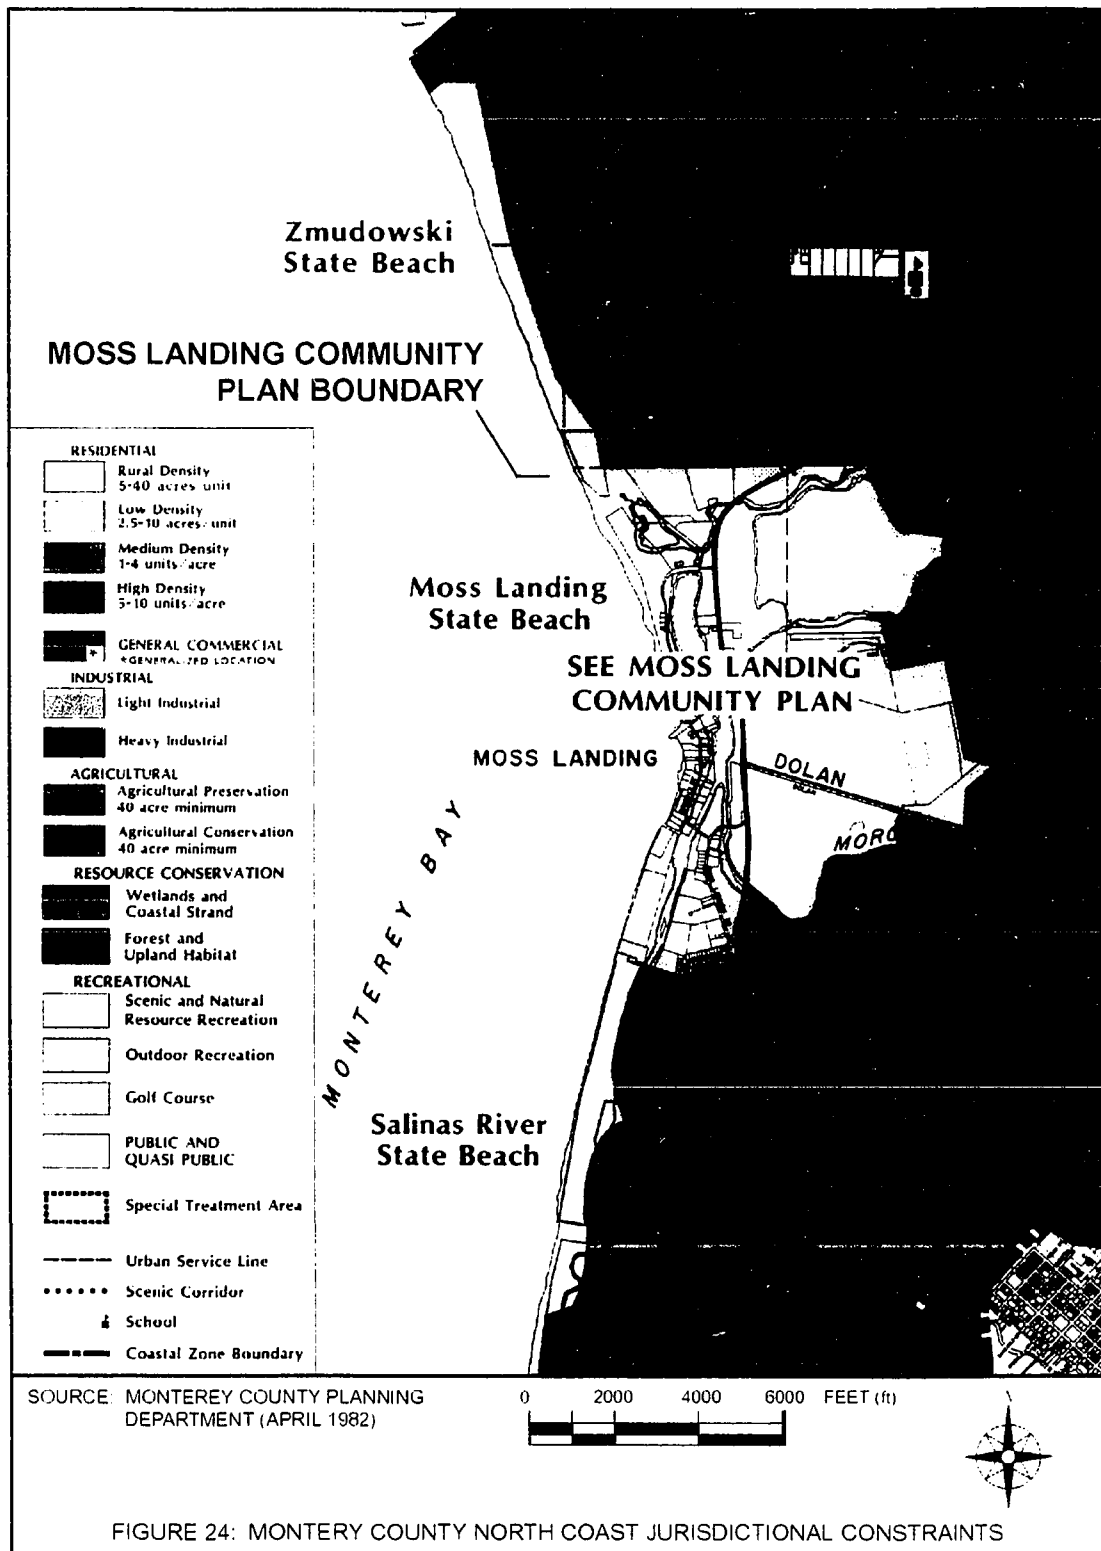 Zmudowski
State Beach
MOSS LANDING COMMUNITY
PLAN BOUNDARY
RESIDENTIAL
Rural Density
5-40 acres unit
Low Density
2.5-10 acres/unit
Medium Density
1-4 units/acre
High Density
5-10 units/acre
GENERAL COMMERCIAL
*GENERALIZED LOCATION
INDUSTRIAL
Light Industrial
Heavy Industrial
AGRICULTURAL
Agricultural Preservation
40 acre minimum
Agricultural Conservation
40 acre minimum
RESOURCE CONSERVATION
Wetlands and
Coastal Strand
Forest and
Upland Habitat
RECREATIONAL
Scenic and Natural
Resource Recreation
Outdoor Recreation
Golf Course
PUBLIC AND
QUASI PUBLIC
Special Treatment Area
Urban Service Line
Scenic Corridor
School
Coastal Zone Boundary
Moss Landing
State Beach
SEE MOSS LANDING
COMMUNITY PLAN
MOSS LANDING
DOLAN
MORO
MONTEREY BAY
Salinas River
State Beach
SOURCE: MONTEREY COUNTY PLANNING
DEPARTMENT (APRIL 1982)
0 2000 4000 6000 FEET (ft)
FIGURE 24: MONTERY COUNTY NORTH COAST JURISDICTIONAL CONSTRAINTS